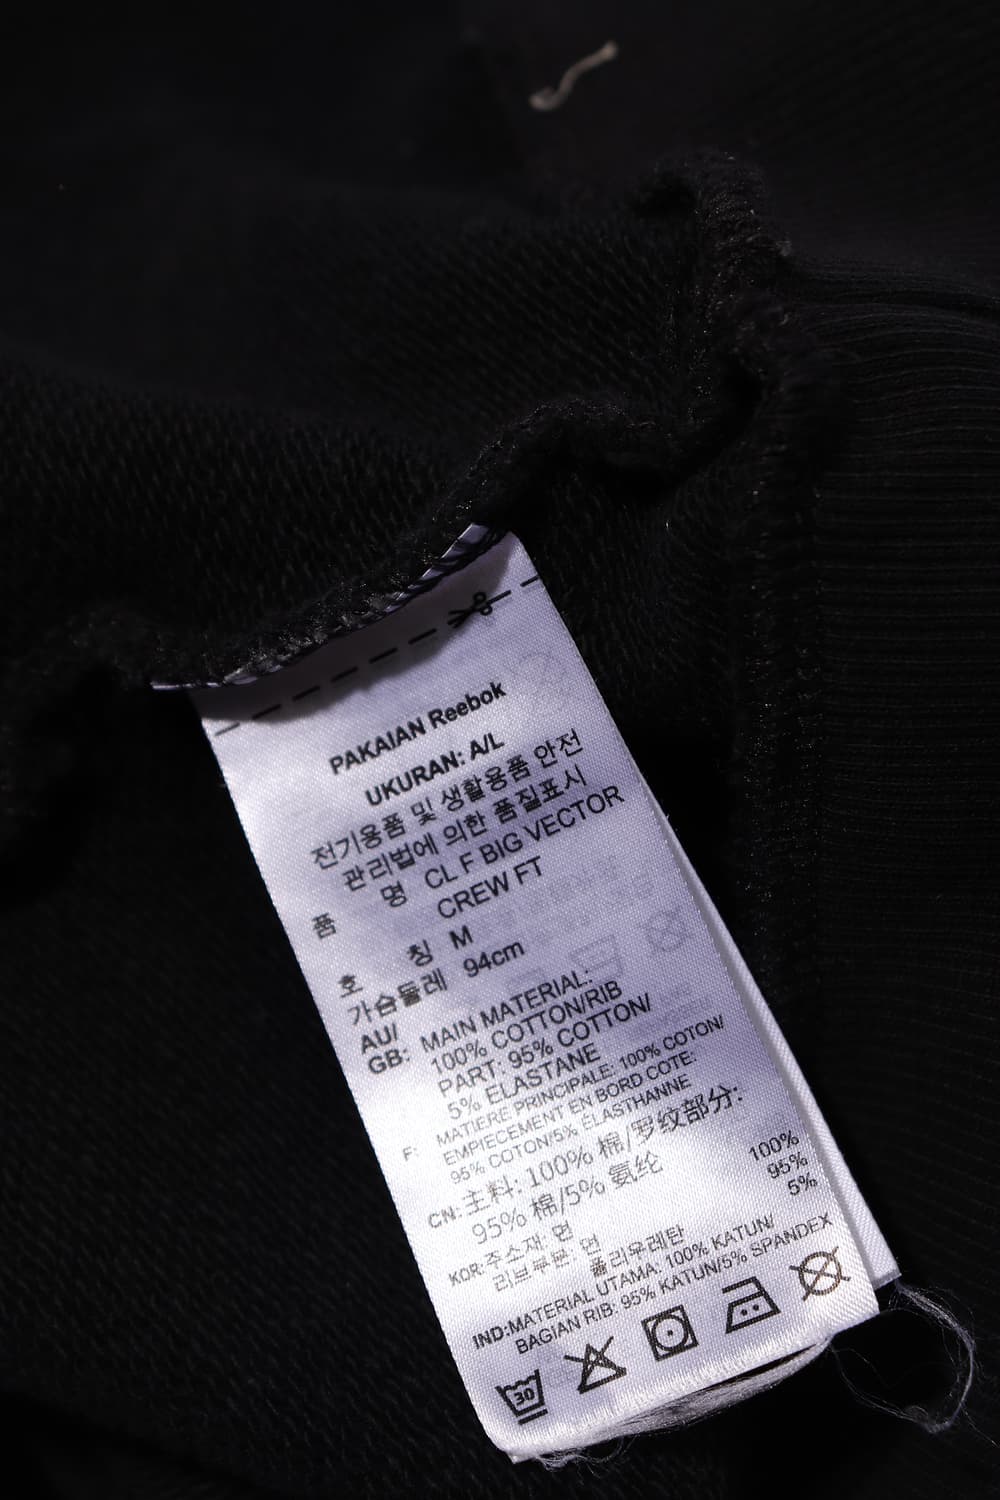 PAKAIAN Reebok
UKURAN: A/L
전기용품 및 생활용품 안전
관리법에 의한 품질표시
품 명 CL F BIG VECTOR
CREW FT
호 칭 M
가슴둘레 94cm
AU/
GB: MAIN MATERIAL:
100% COTTON/RIB
PART: 95% COTTON/
5% ELASTANE
F: MATIERE PRINCIPALE: 100% COTON/
EMPIECEMENT EN BORD COTE:
95% COTON/5% ELASTHANNE
CN: 主料: 100% 棉/罗纹部分:
95% 棉/5% 氨纶
KOR: 주소재: 면 100%
리브부분: 면 95%
폴리우레탄 5%
IND:MATERIAL UTAMA: 100% KATUN/
BAGIAN RIB: 95% KATUN/5% SPANDEX
30